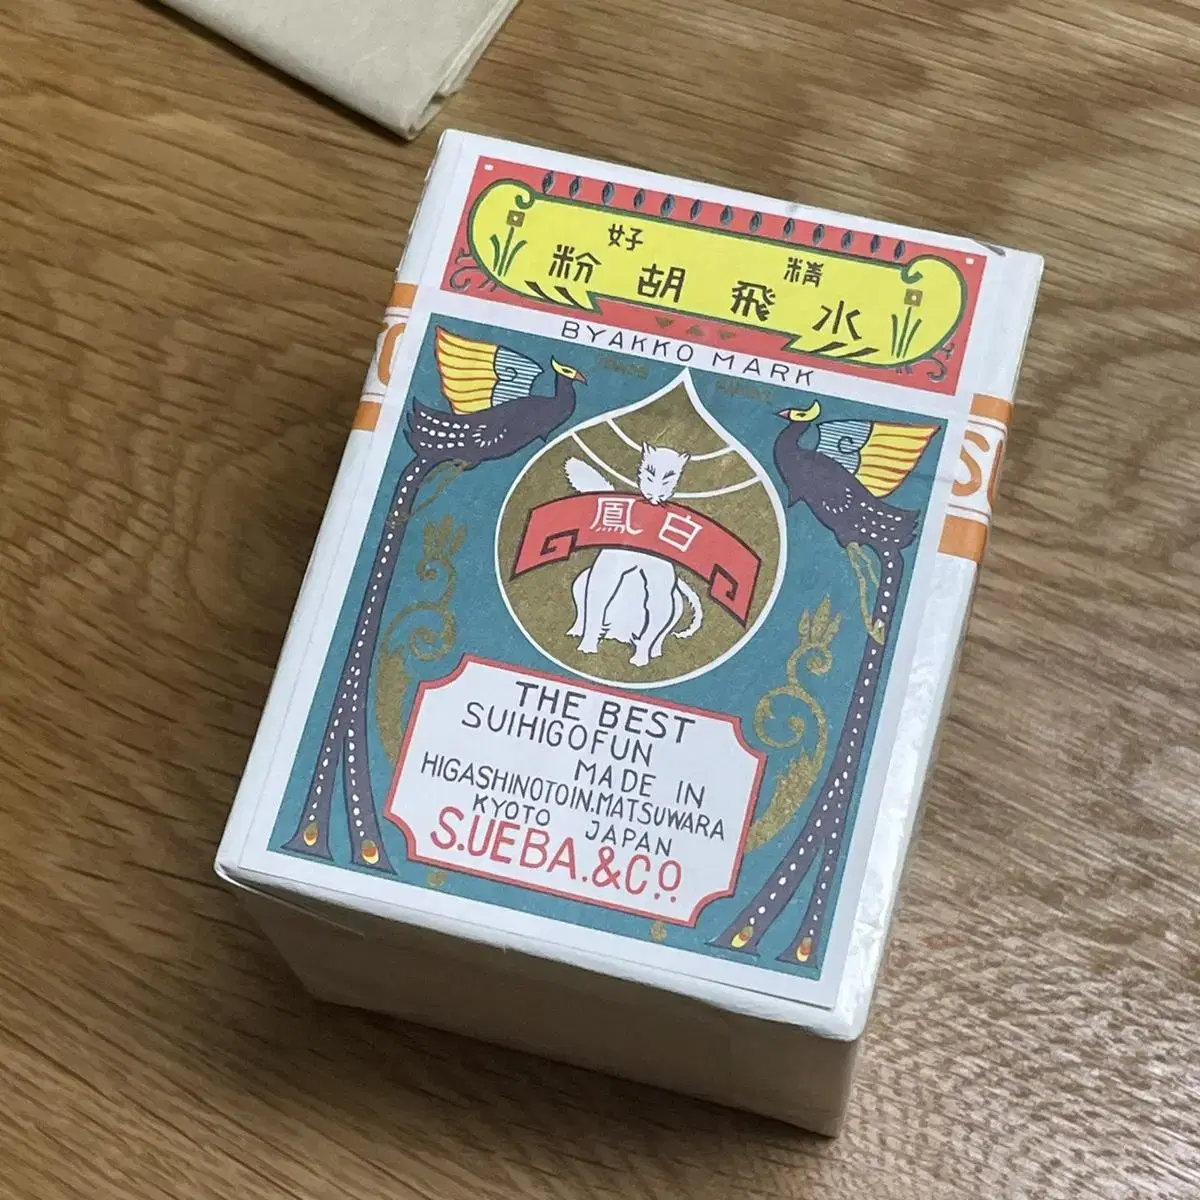 精好
水飛胡粉
BYAKKO MARK
白鳳
THE BEST
SUIHIGOFUN
MADE IN
HIGASHINOTOIN.MATSUWARA
KYOTO JAPAN
S.UEBA.&Co.